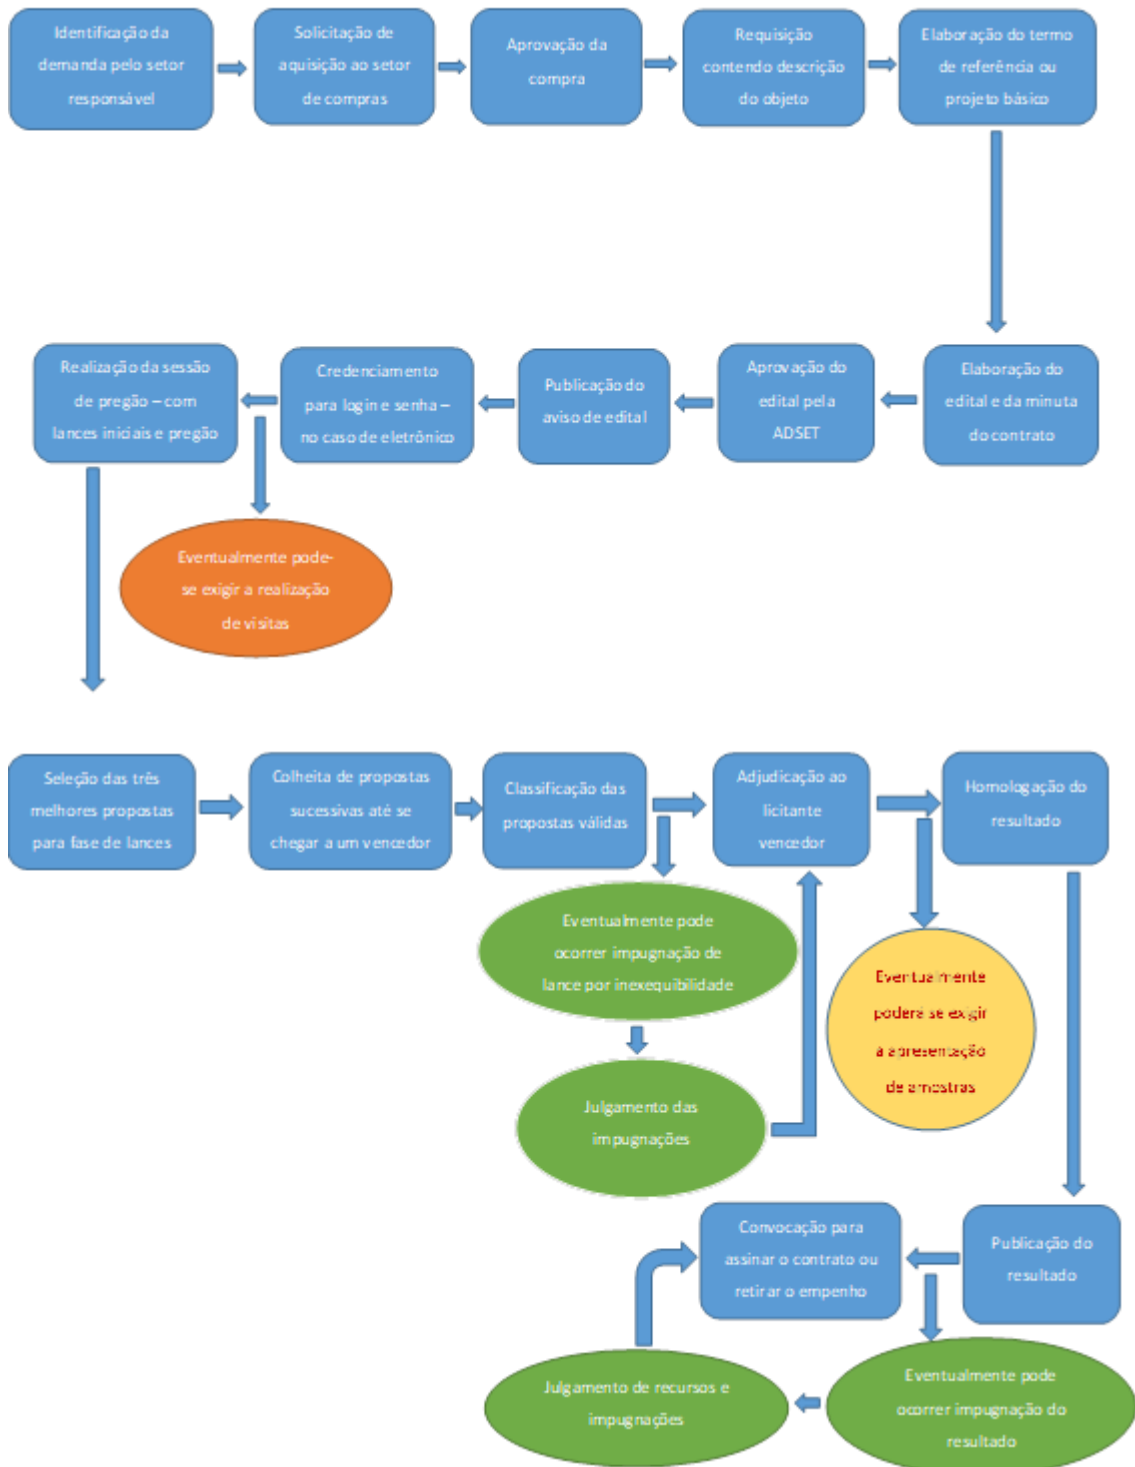 Identificação da
demanda pelo setor
responsável
Solicitação de
aquisição ao setor
de compras
Aprovação da
compra
Requisição
contendo descrição
do objeto
Elaboração do termo
de referência ou
projeto básico
Elaboração do
edital e da minuta
do contrato
Aprovação do
edital pela
ADSET
Publicação do
aviso de edital
Credenciamento
para login e senha –
no caso de eletrônico
Realização da sessão
de pregão – com
lances iniciais e pregão
Eventualmente pode-
se exigir a realização
de visitas
Seleção das três
melhores propostas
para fase de lances
Colheita de propostas
sucessivas até se
chegar a um vencedor
Classificação das
propostas válidas
Adjudicação ao
licitante
vencedor
Homologação do
resultado
Eventualmente pode
ocorrer impugnação de
lance por inexequibilidade
Eventualmente
poderá se exigir
a apresentação
de amostras
Julgamento das
impugnações
Publicação do
resultado
Convocação para
assinar o contrato ou
retirar o empenho
Eventualmente pode
ocorrer impugnação do
resultado
Julgamento de recursos e
impugnações